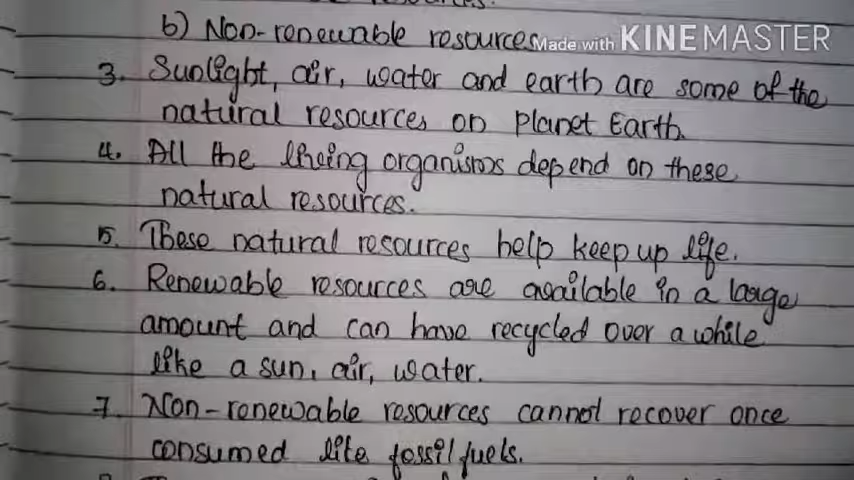 resources.
b) Non-renewable resources
Made with KINEMASTER
3. Sunlight, air, water and earth are some of the
natural resources on planet Earth.
4. All the living organisms depend on these
natural resources.
5. These natural resources help keep up life.
6. Renewable resources are available in a large
amount and can have recycled over a while
like a sun, air, water.
7. Non-renewable resources cannot recover once
consumed like fossil fuels.